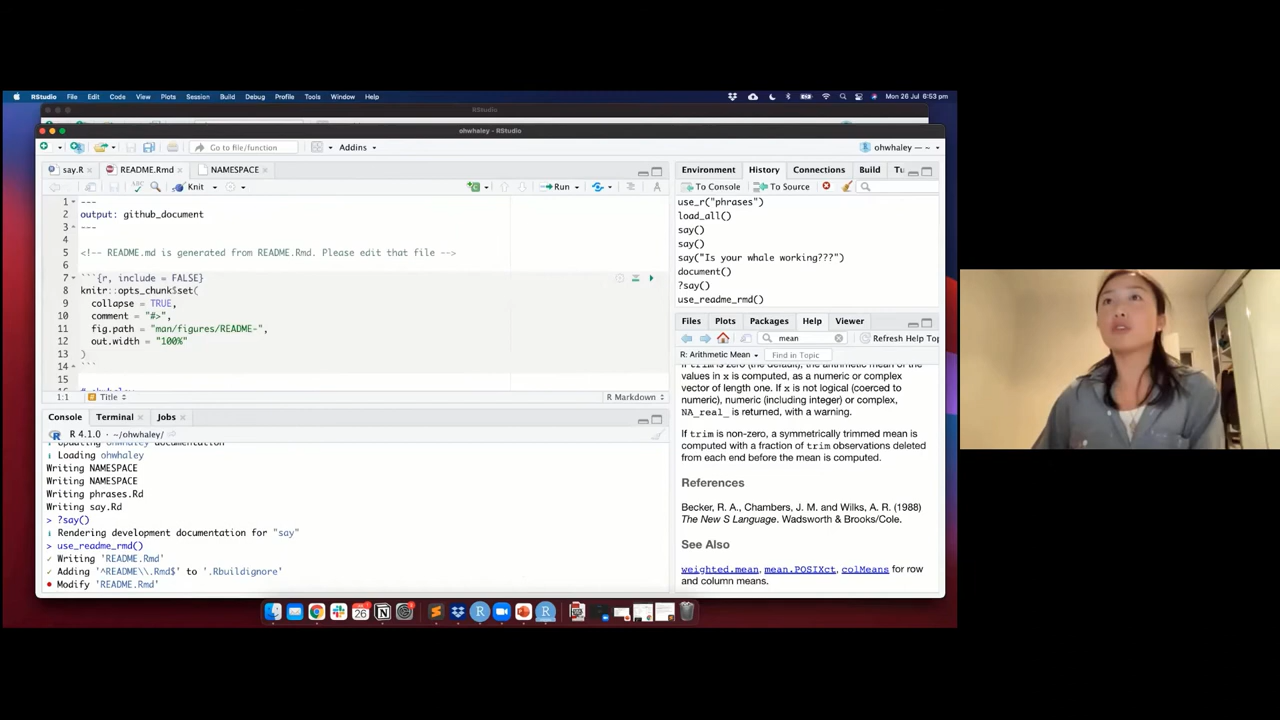 RStudio File Edit Code View Plots Session Build Debug Profile Tools Window Help
Mon 26 Jul 6:53 pm
RStudio
ohwhaley - RStudio
Go to file/function
Addins
ohwhaley — ~
say.R
README.Rmd
NAMESPACE
Knit
Run
1 ---
2 output: github_document
3 ---
4
5 <!-- README.md is generated from README.Rmd. Please edit that file -->
6
7 ```{r, include = FALSE}
8 knitr::opts_chunk$set(
9 collapse = TRUE,
10 comment = "#>",
11 fig.path = "man/figures/README-",
12 out.width = "100%"
13 )
14 ```
15
1:1
Title
R Markdown
Console Terminal Jobs
R 4.1.0 · ~/ohwhaley/
i Updating ohwhaley documentation
i Loading ohwhaley
Writing NAMESPACE
Writing NAMESPACE
Writing phrases.Rd
Writing say.Rd
> ?say()
i Rendering development documentation for "say"
> use_readme_rmd()
✓ Writing 'README.Rmd'
✓ Adding '^README\\.Rmd$' to '.Rbuildignore'
● Modify 'README.Rmd'
Environment History Connections Build Tu
To Console To Source
use_r("phrases")
load_all()
say()
say()
say("Is your whale working???")
document()
?say()
use_readme_rmd()
Files Plots Packages Help Viewer
mean
Refresh Help Top
R: Arithmetic Mean
Find in Topic
values in x is computed, as a numeric or complex
vector of length one. If x is not logical (coerced to
numeric), numeric (including integer) or complex,
NA_real_ is returned, with a warning.
If trim is non-zero, a symmetrically trimmed mean is
computed with a fraction of trim observations deleted
from each end before the mean is computed.
References
Becker, R. A., Chambers, J. M. and Wilks, A. R. (1988)
The New S Language. Wadsworth & Brooks/Cole.
See Also
weighted.mean, mean.POSIXct, colMeans for row
and column means.